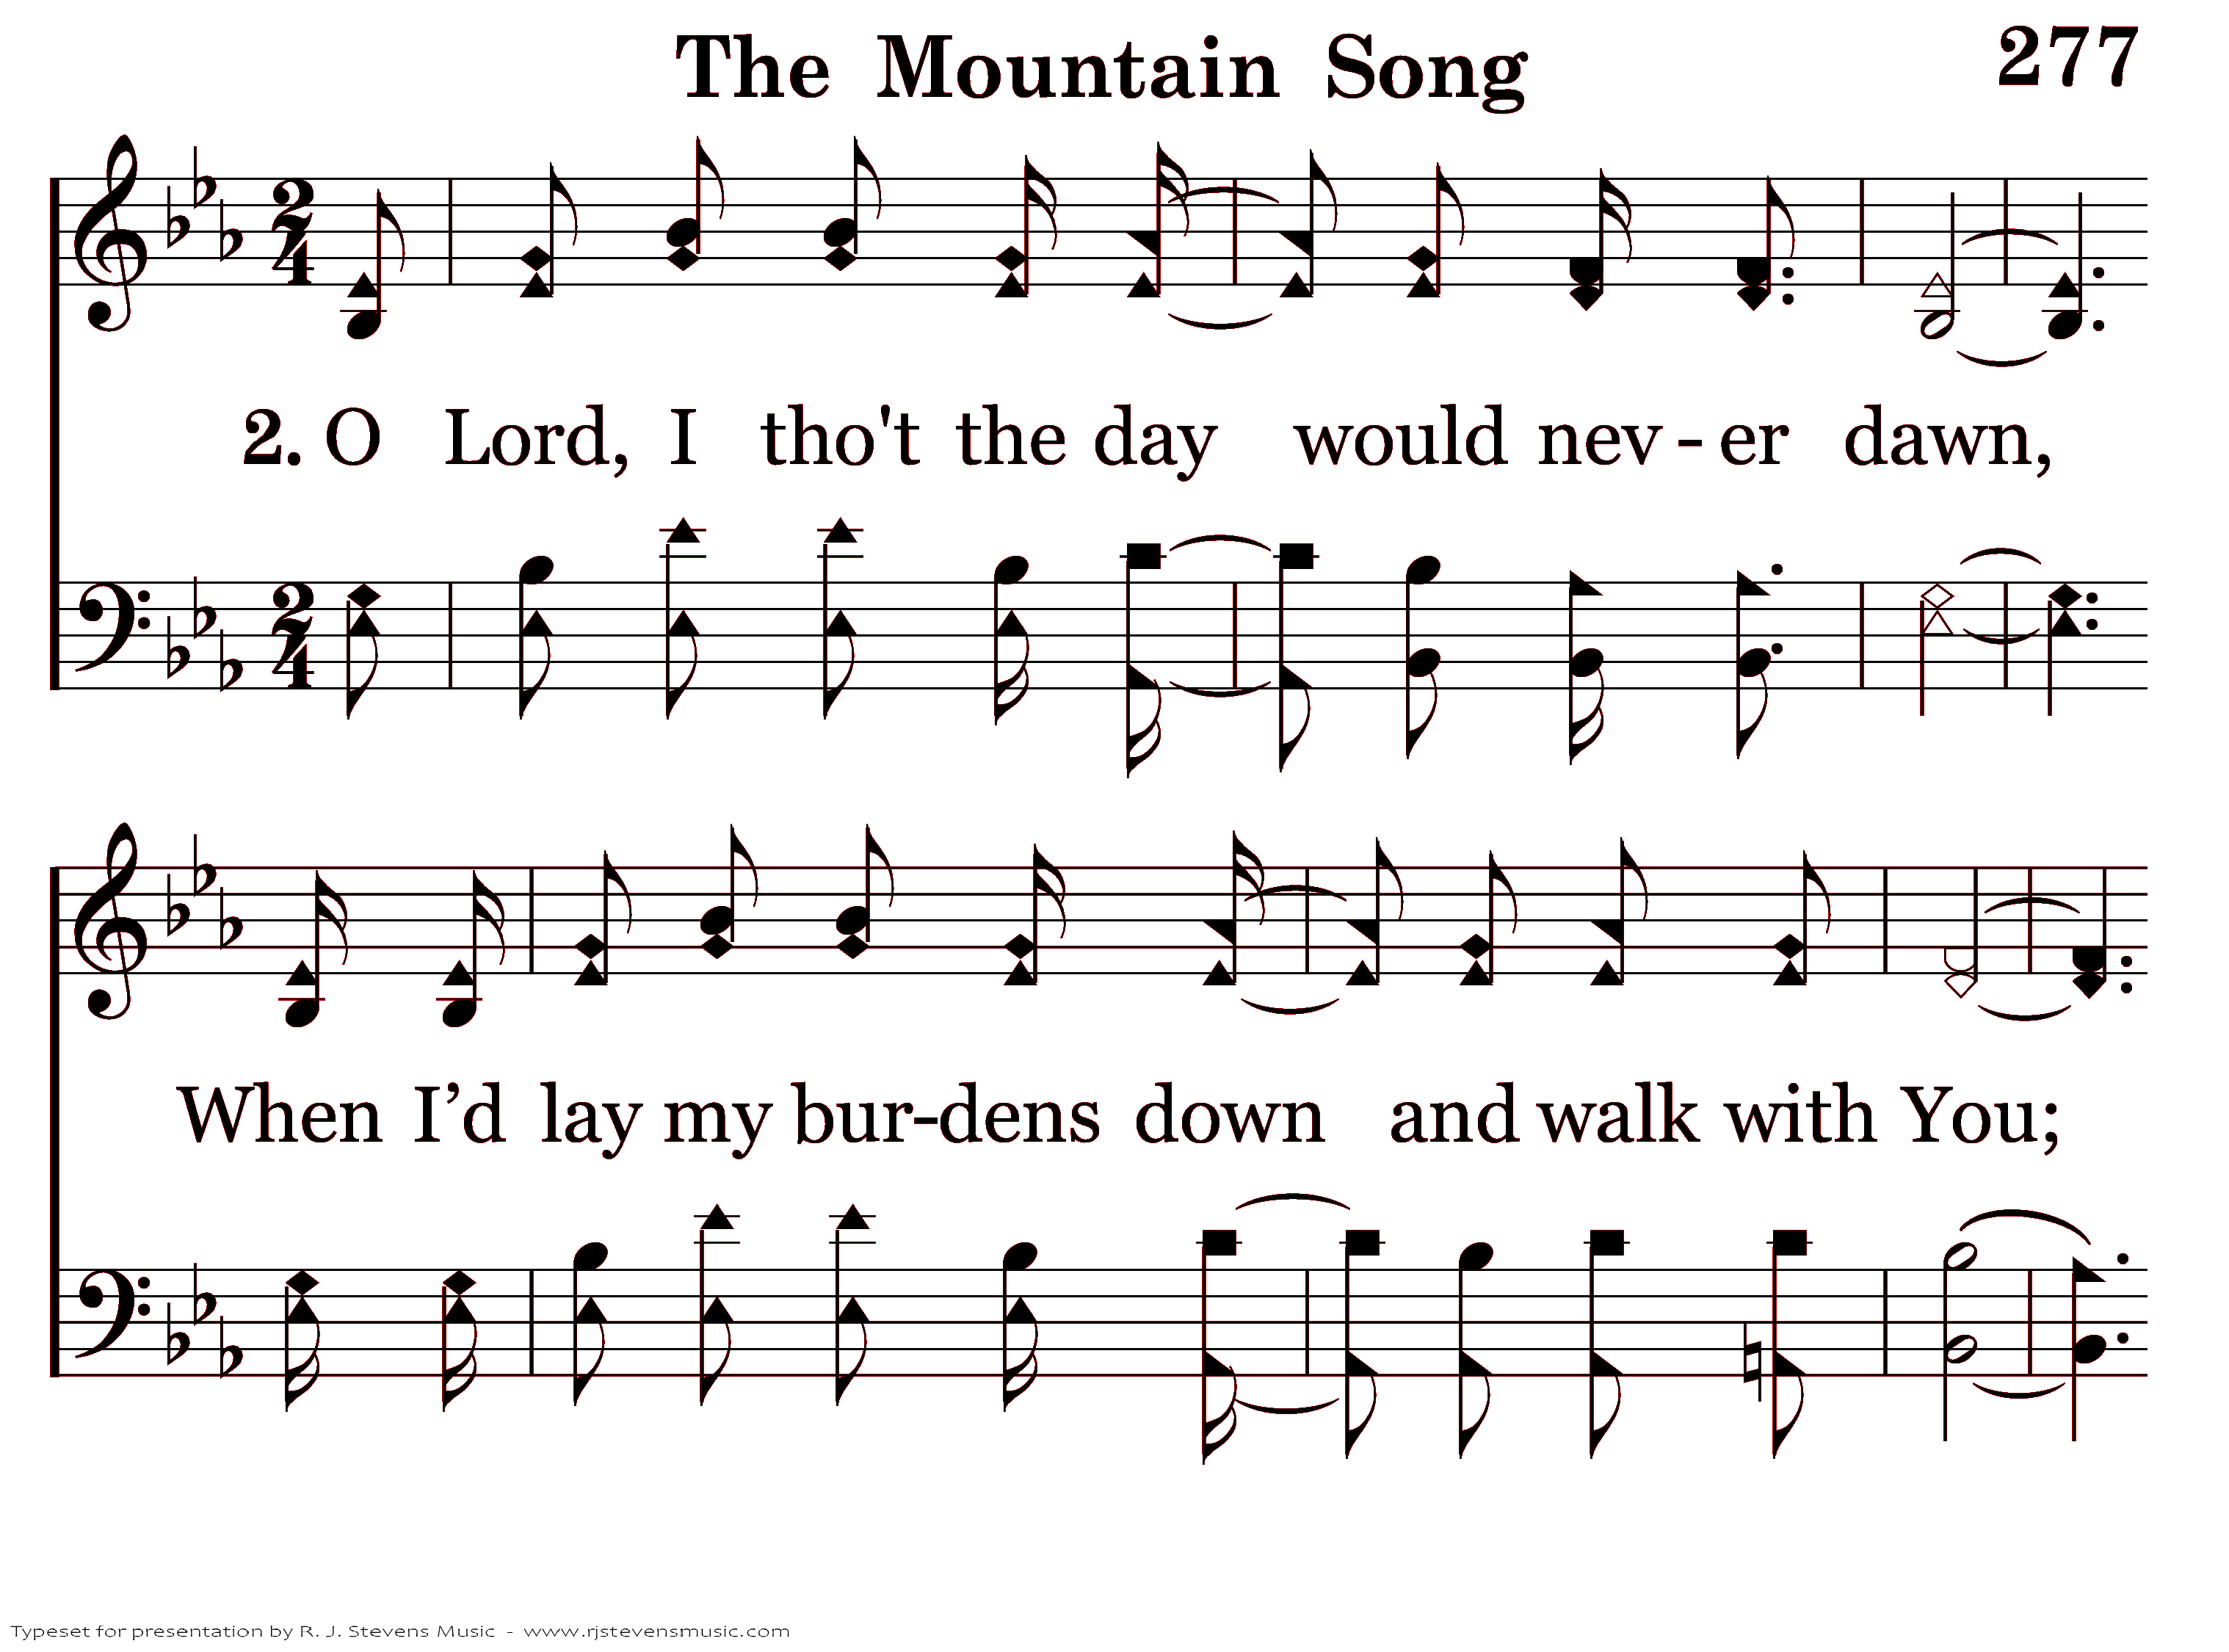 The Mountain Song 277
2. O Lord, I tho't the day would nev - er dawn,
When I’d lay my bur-dens down and walk with You;
Typeset for presentation by R. J. Stevens Music - www.rjstevensmusic.com